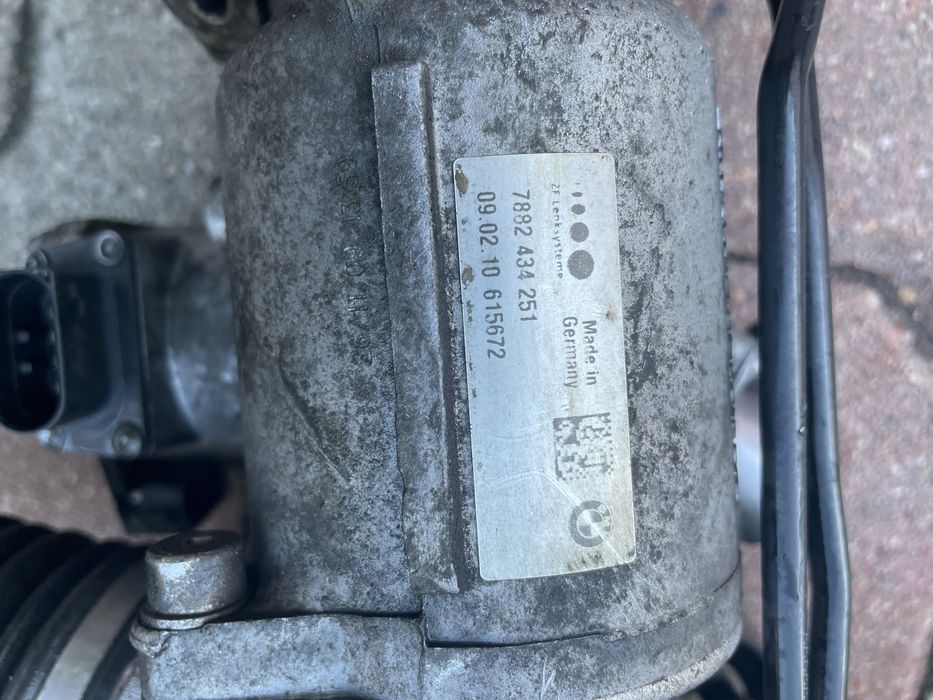 ZF Lenksysteme
Made in
Germany
7882 434 251
09.02.10 615672